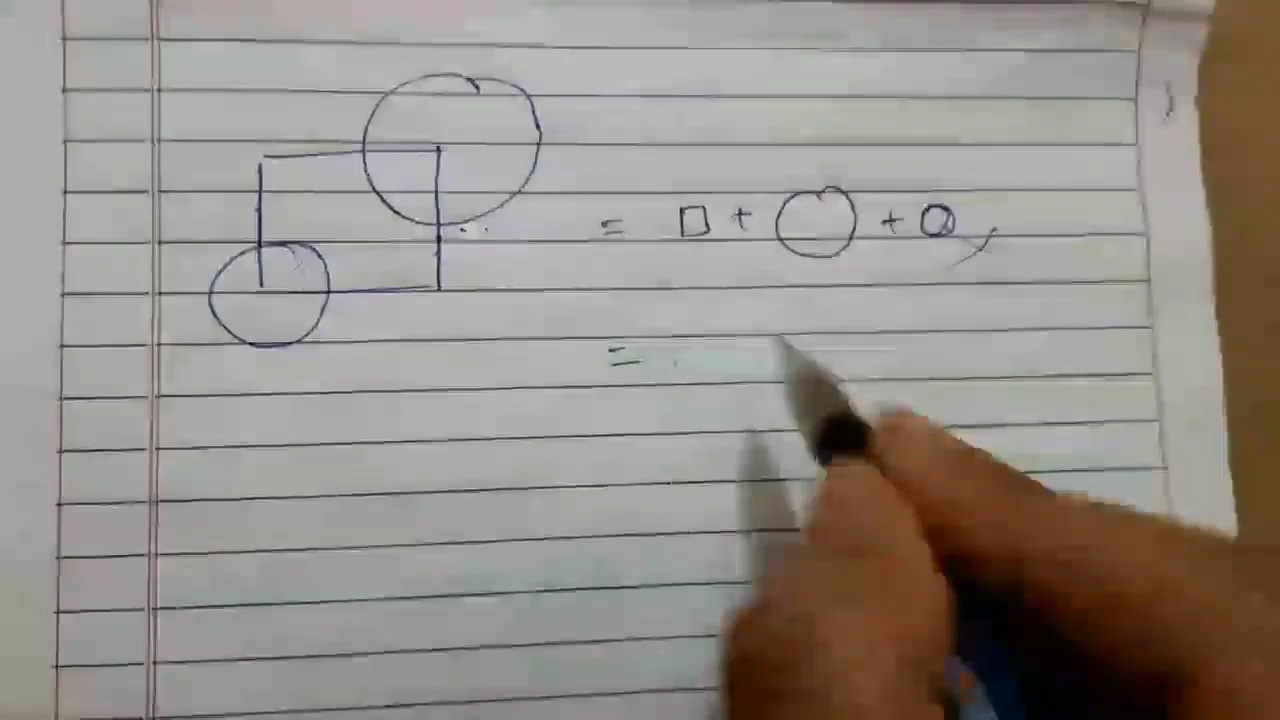 = □ + ○ + ○
=